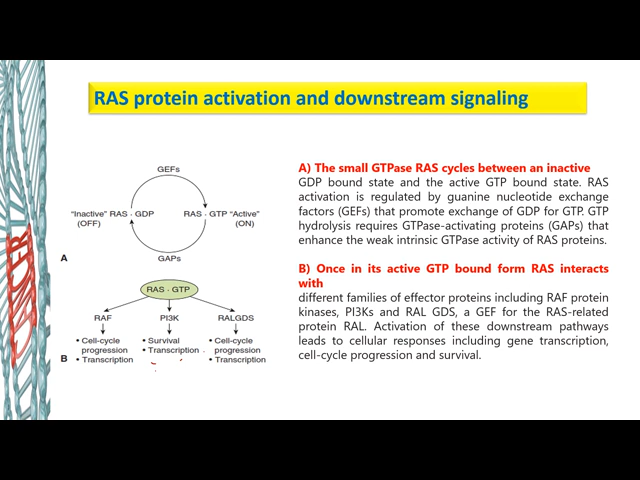 RAS protein activation and downstream signaling
GEFs
"Inactive" RAS · GDP
(OFF)
RAS · GTP "Active"
(ON)
GAPs
A
RAS · GTP
RAF
PI3K
RALGDS
• Cell-cycle
progression
• Transcription
• Survival
• Transcription
• Cell-cycle
progression
• Transcription
B
A) The small GTPase RAS cycles between an inactive
GDP bound state and the active GTP bound state. RAS
activation is regulated by guanine nucleotide exchange
factors (GEFs) that promote exchange of GDP for GTP. GTP
hydrolysis requires GTPase-activating proteins (GAPs) that
enhance the weak intrinsic GTPase activity of RAS proteins.
B) Once in its active GTP bound form RAS interacts
with
different families of effector proteins including RAF protein
kinases, PI3Ks and RAL GDS, a GEF for the RAS-related
protein RAL. Activation of these downstream pathways
leads to cellular responses including gene transcription,
cell-cycle progression and survival.
CANCER